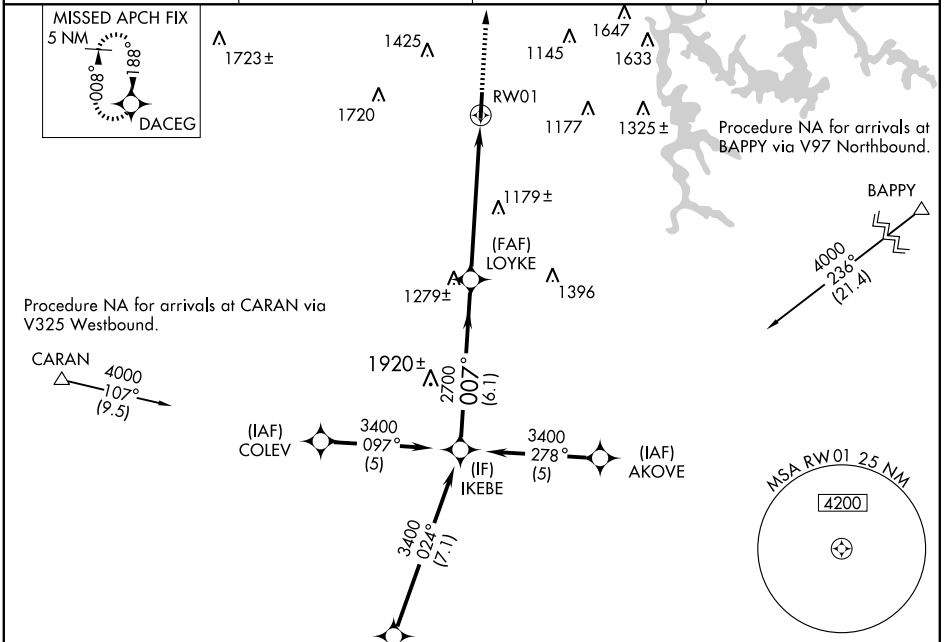 MISSED APCH FIX
5 NM
008°
188°
DACEG
1723±
1425
1720
1145
1647
1633
1177
1325±
RW01
Procedure NA for arrivals at
BAPPY via V97 Northbound.
BAPPY
4000
236°
(21.4)
1179±
(FAF)
LOYKE
1279±
1396
Procedure NA for arrivals at CARAN via
V325 Westbound.
CARAN
4000
107°
(9.5)
1920±
2700
007°
(6.1)
(IAF)
COLEV
3400
097°
(5)
(IF)
IKEBE
3400
278°
(5)
(IAF)
AKOVE
3400
024°
(7.1)
MSA RW01 25 NM
4200